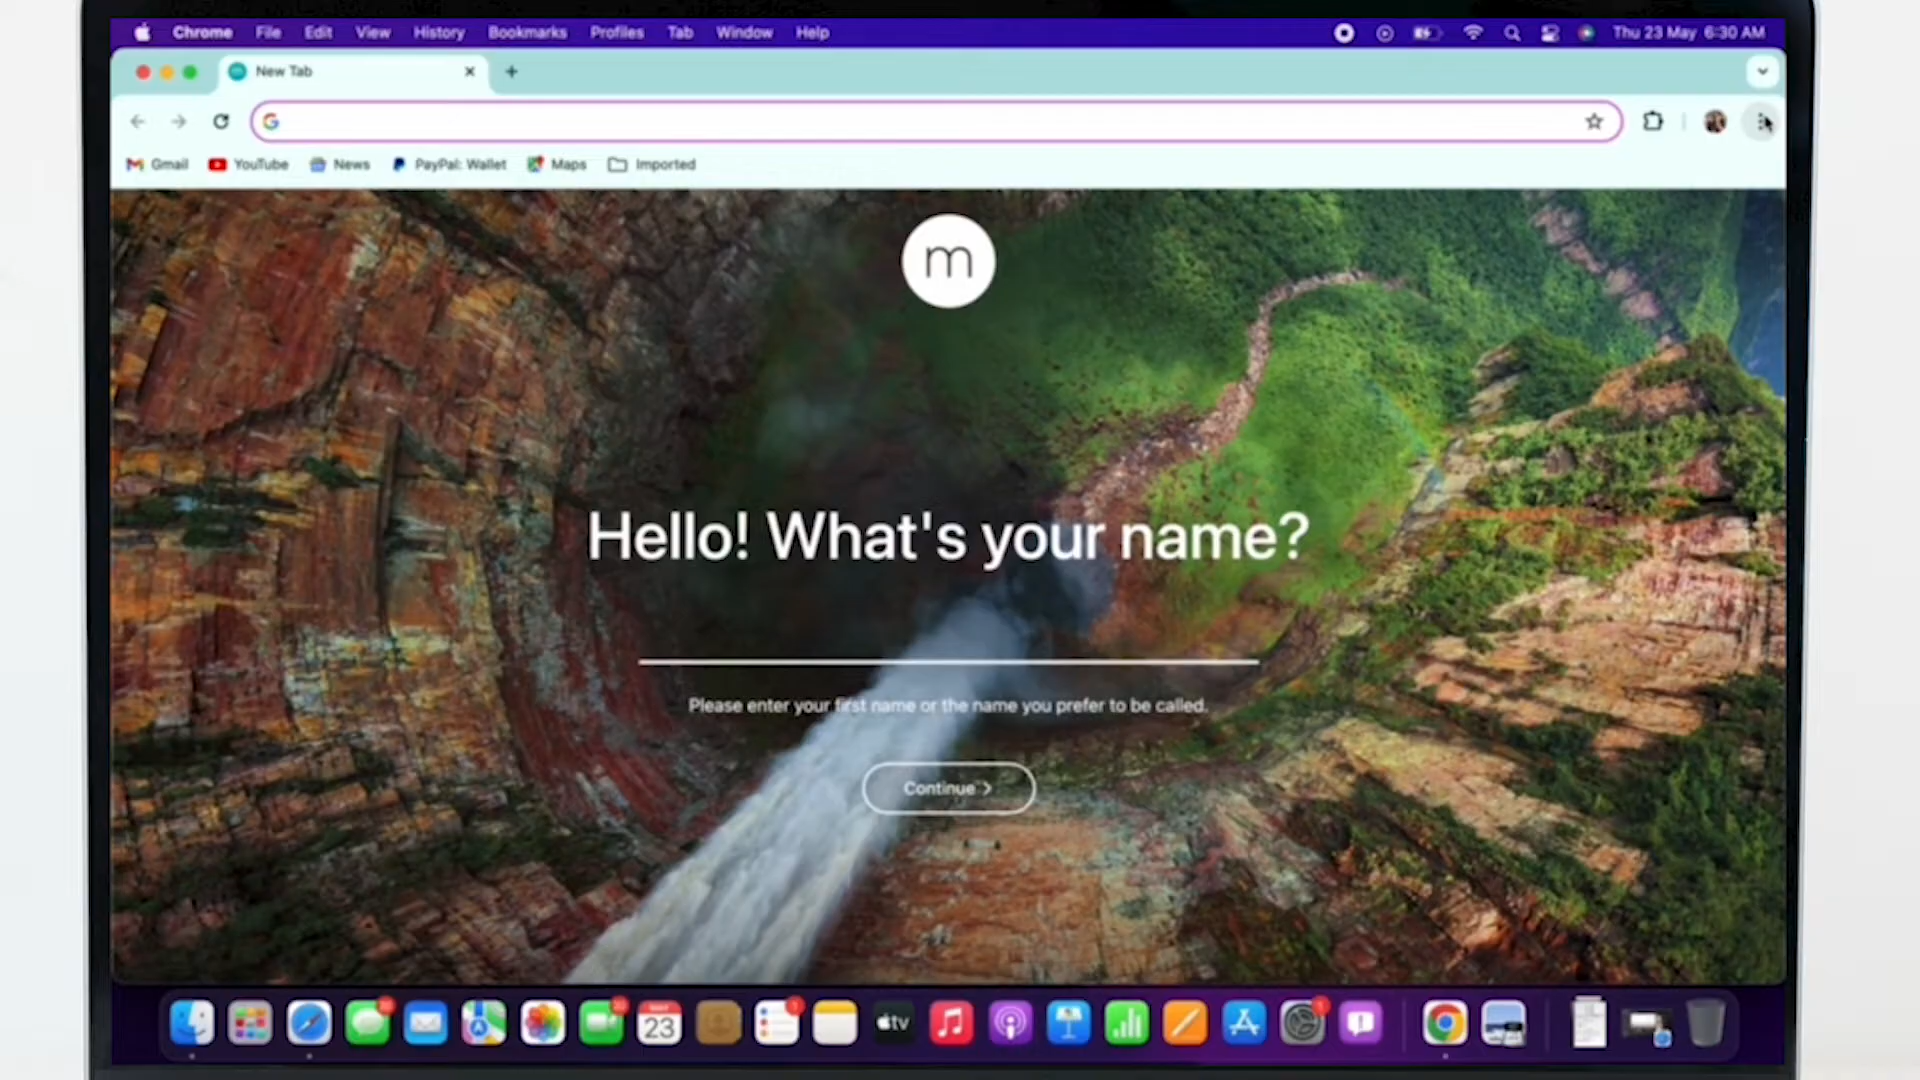 Chrome File Edit View History Bookmarks Profiles Tab Window Help Thu 23 May 6:30 AM
New Tab
Gmail YouTube News PayPal: Wallet Maps Imported
m
Hello! What's your name?
Please enter your first name or the name you prefer to be called.
Continue >
23
tv